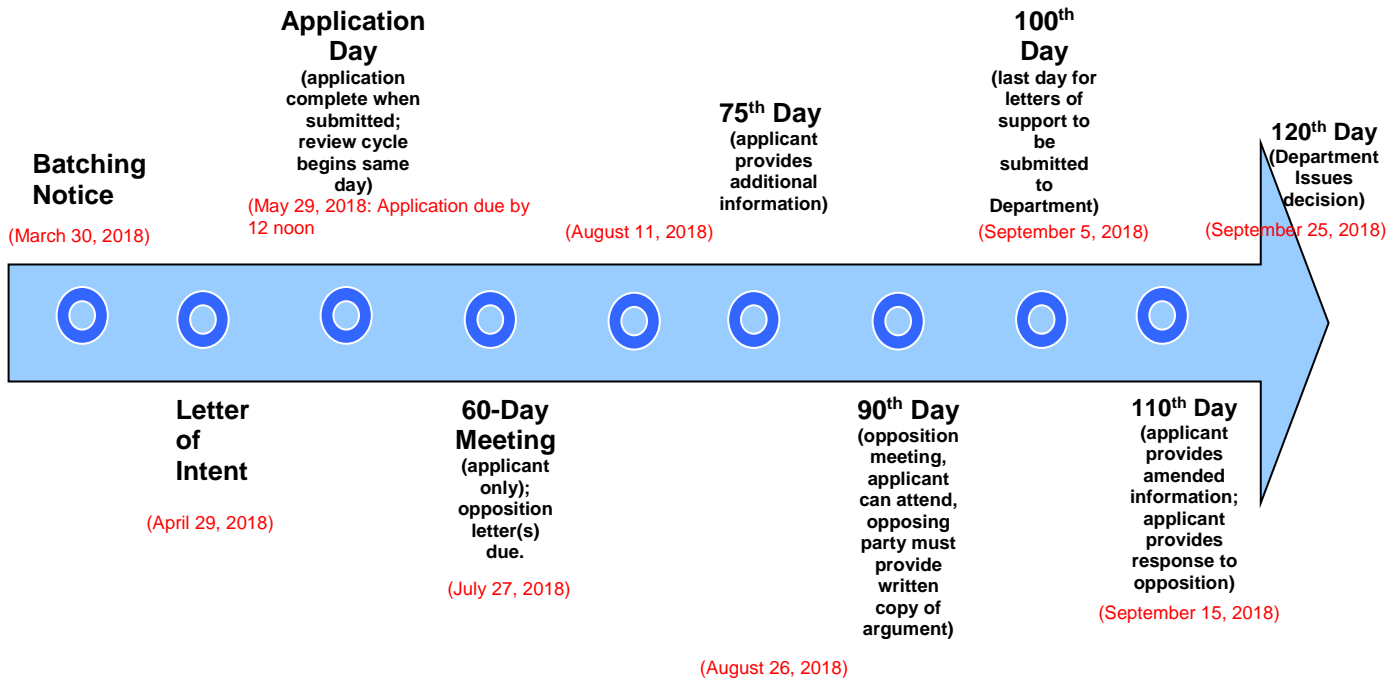 Batching
Notice
(March 30, 2018)
Letter
of
Intent
(April 29, 2018)
Application
Day
(application
complete when
submitted;
review cycle
begins same
day)
(May 29, 2018: Application due by
12 noon
60-Day
Meeting
(applicant
only);
opposition
letter(s)
due.
(July 27, 2018)
75th Day
(applicant
provides
additional
information)
(August 11, 2018)
90th Day
(opposition
meeting,
applicant
can attend,
opposing
party must
provide
written
copy of
argument)
(August 26, 2018)
100th
Day
(last day for
letters of
support to
be
submitted
to
Department)
(September 5, 2018)
110th Day
(applicant
provides
amended
information;
applicant
provides
response to
opposition)
(September 15, 2018)
120th Day
(Department
Issues
decision)
(September 25, 2018)